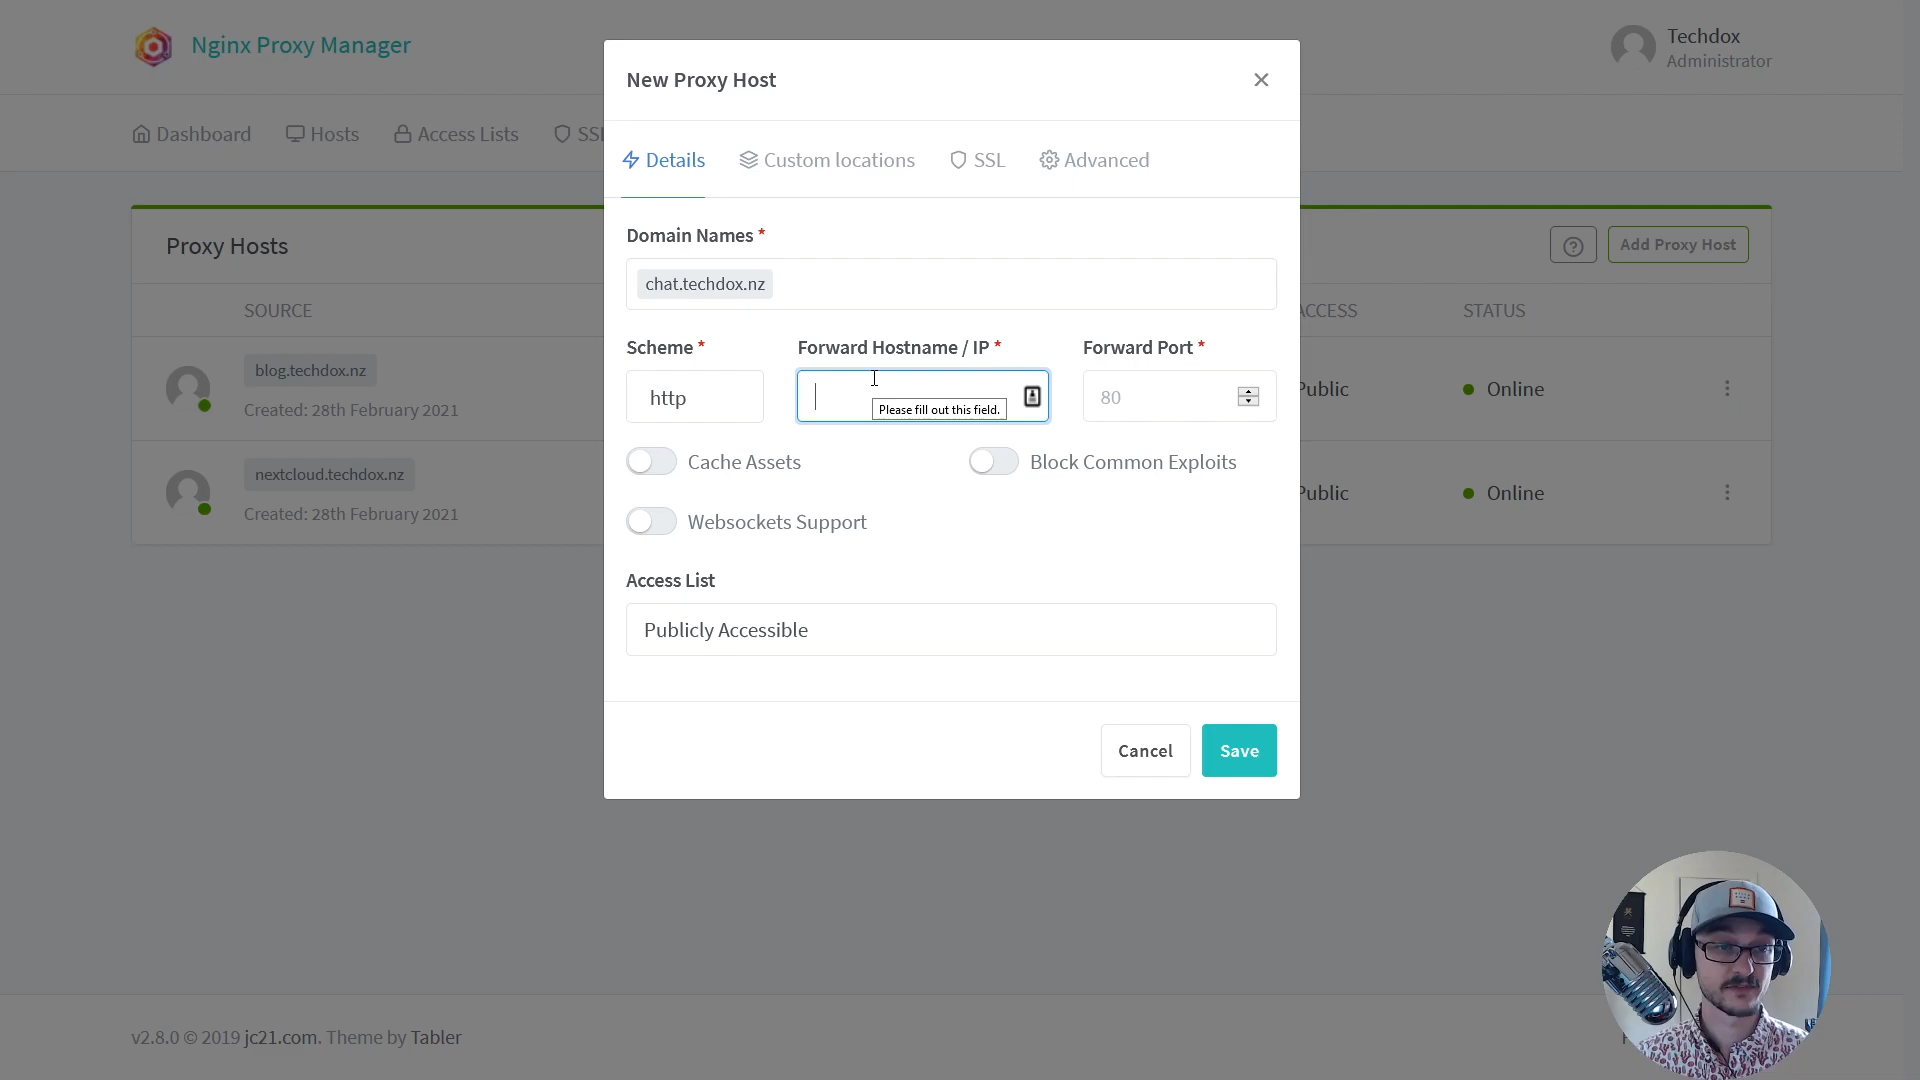 Nginx Proxy Manager
Techdox
Administrator
Dashboard
Hosts
Access Lists
Proxy Hosts
Add Proxy Host
SOURCE
STATUS
blog.techdox.nz
Created: 28th February 2021
Online
nextcloud.techdox.nz
Created: 28th February 2021
Online
New Proxy Host
Details
Custom locations
SSL
Advanced
Domain Names *
chat.techdox.nz
Scheme *
Forward Hostname / IP *
Forward Port *
http
80
Please fill out this field.
Cache Assets
Block Common Exploits
Websockets Support
Access List
Publicly Accessible
Cancel
Save
v2.8.0 © 2019 jc21.com. Theme by Tabler